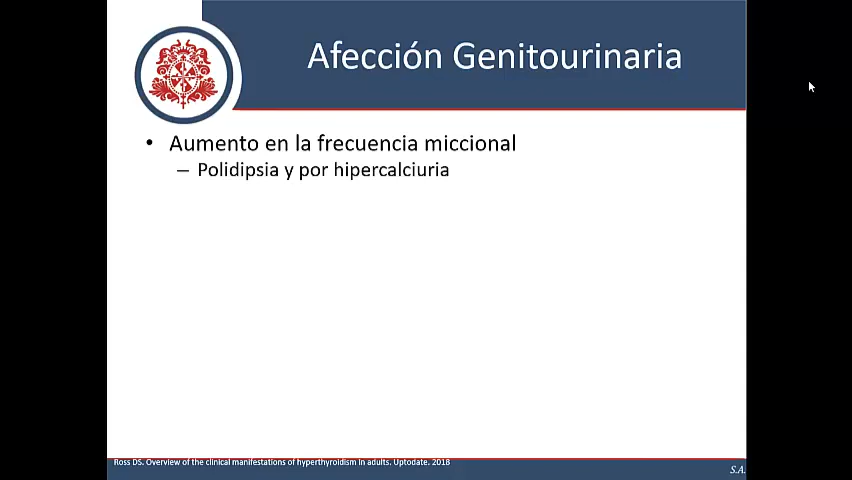 Afección Genitourinaria
• Aumento en la frecuencia miccional
– Polidipsia y por hipercalciuria
Ross DS. Overview of the clinical manifestations of hyperthyroidism in adults. Uptodate. 2018
S.A.